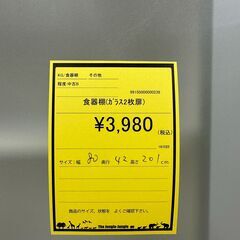 KG/食器棚 その他
程度:中古B
食器棚(ガラス2枚扉)
¥3,980
(税込)
サイズ:幅 80 奥行 42 高さ 201 cm
商品のサイズ、状態を よくご確認下さい。
The Jungle Jungle